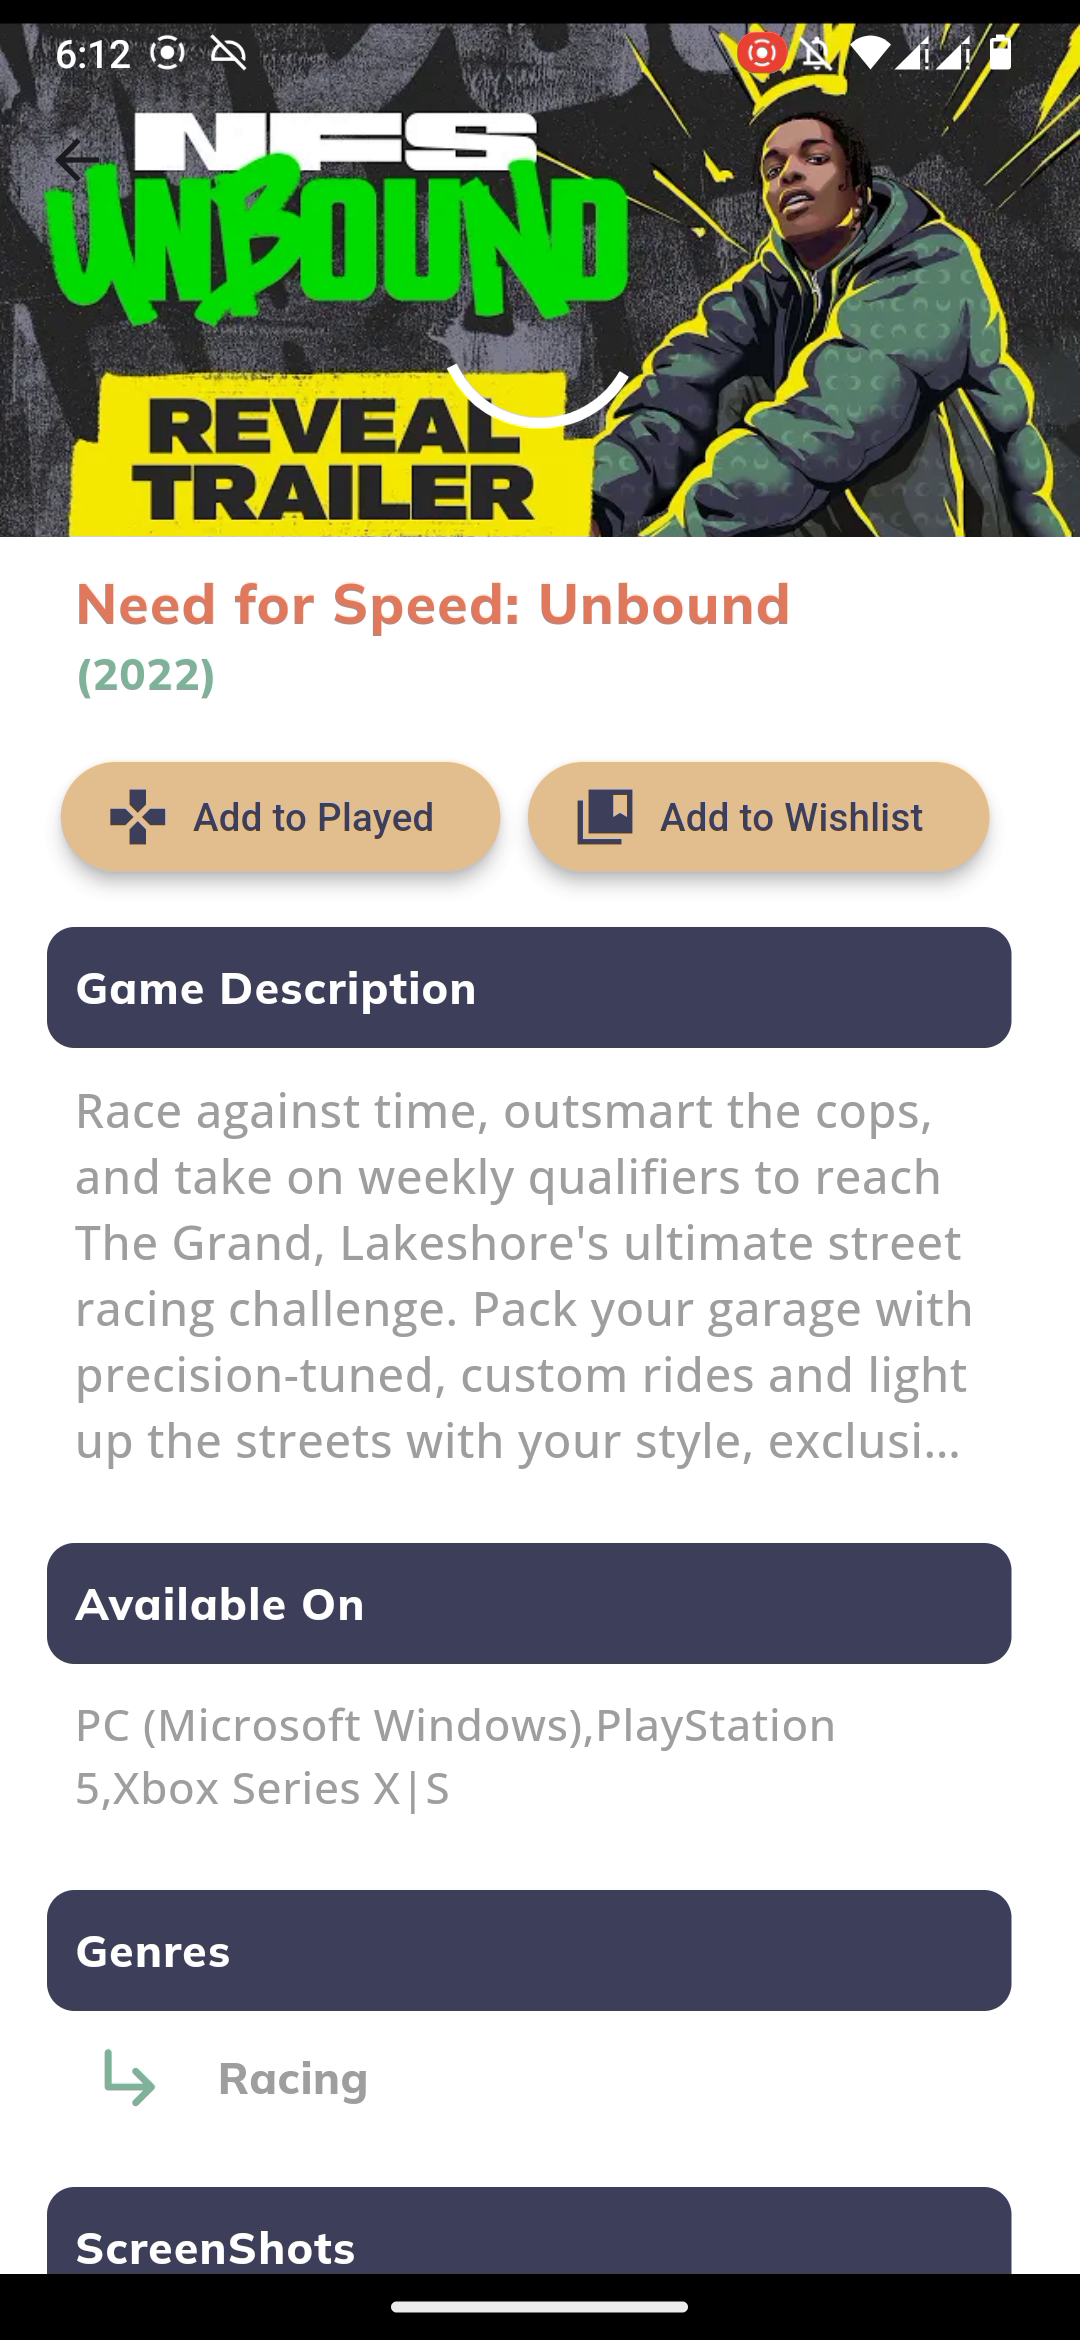 6:12
NFS
UNBOUND
REVEAL
TRAILER
Need for Speed: Unbound
(2022)
Add to Played
Add to Wishlist
Game Description
Race against time, outsmart the cops,
and take on weekly qualifiers to reach
The Grand, Lakeshore's ultimate street
racing challenge. Pack your garage with
precision-tuned, custom rides and light
up the streets with your style, exclusi...
Available On
PC (Microsoft Windows),PlayStation
5,Xbox Series X|S
Genres
Racing
ScreenShots